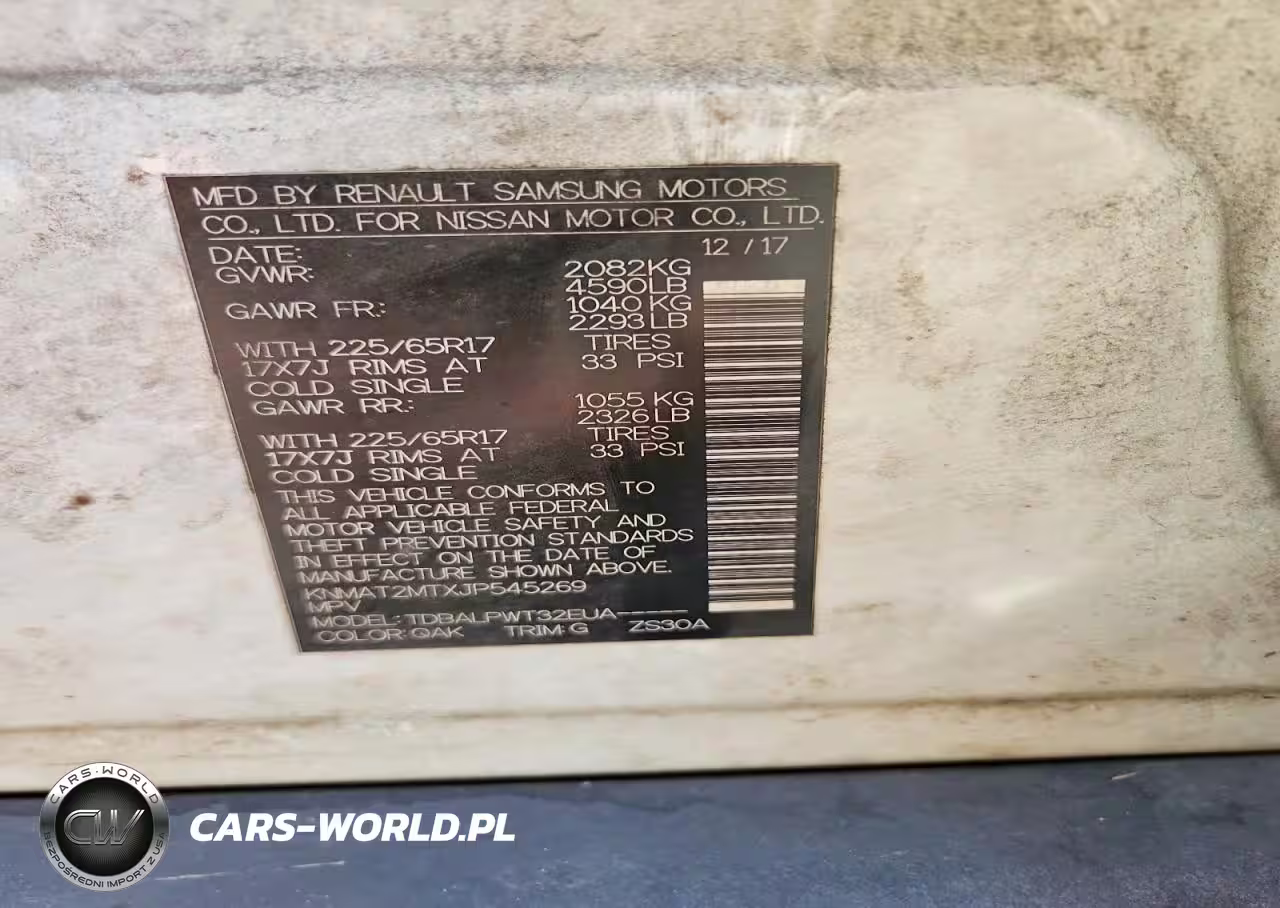 MFD BY RENAULT SAMSUNG MOTORS
CO., LTD. FOR NISSAN MOTOR CO., LTD.
DATE: 12 / 17
GVWR: 2082KG
4590LB
GAWR FR.: 1040 KG
2293 LB
WITH 225/65R17 TIRES
17X7J RIMS AT 33 PSI
COLD SINGLE
GAWR RR.: 1055 KG
2326 LB
WITH 225/65R17 TIRES
17X7J RIMS AT 33 PSI
COLD SINGLE
THIS VEHICLE CONFORMS TO
ALL APPLICABLE FEDERAL
MOTOR VEHICLE SAFETY AND
THEFT PREVENTION STANDARDS
IN EFFECT ON THE DATE OF
MANUFACTURE SHOWN ABOVE.
KNMAT2MTXJP545269
MPV
MODEL: TDBALPWT32EUA-----
COLOR: QAK TRIM: G ZS30A
CARS-WORLD
CW
BEZPOŚREDNI IMPORT Z USA
CARS-WORLD.PL